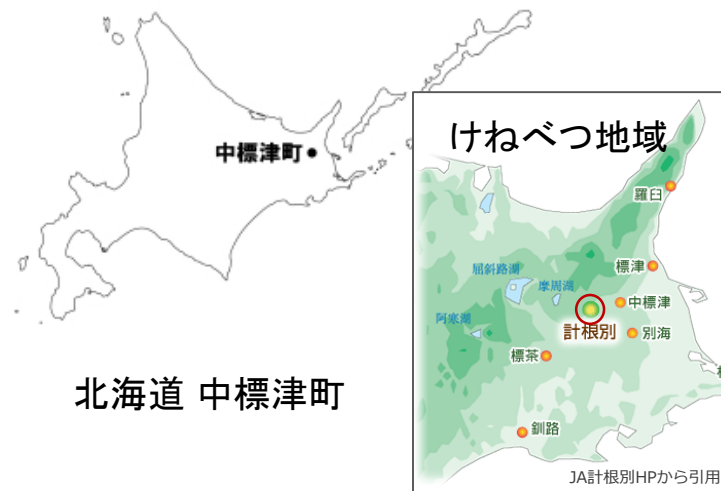 中標津町
北海道 中標津町
けねべつ地域
羅臼
標津
屈斜路湖
摩周湖
中標津
阿寒湖
計根別
別海
標茶
釧路
JA計根別HPから引用